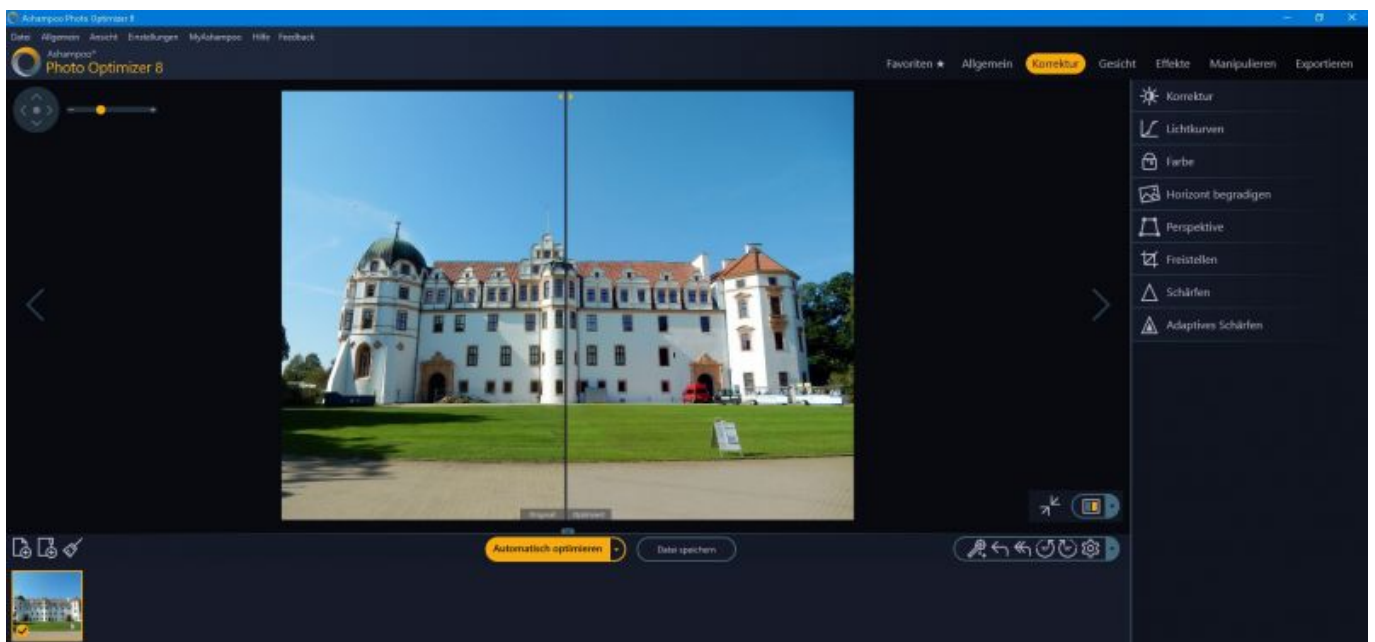 Ashampoo Photo Optimizer 8
Datei Allgemein Ansicht Einstellungen MyAshampoo Hilfe Feedback
Ashampoo®
Photo Optimizer 8
Favoriten ★ Allgemein Korrektur Gesicht Effekte Manipulieren Exportieren
Korrektur
Lichtkurven
Farbe
Horizont begradigen
Perspektive
Freistellen
Schärfen
Adaptives Schärfen
Original Optimiert
Automatisch optimieren
Datei speichern